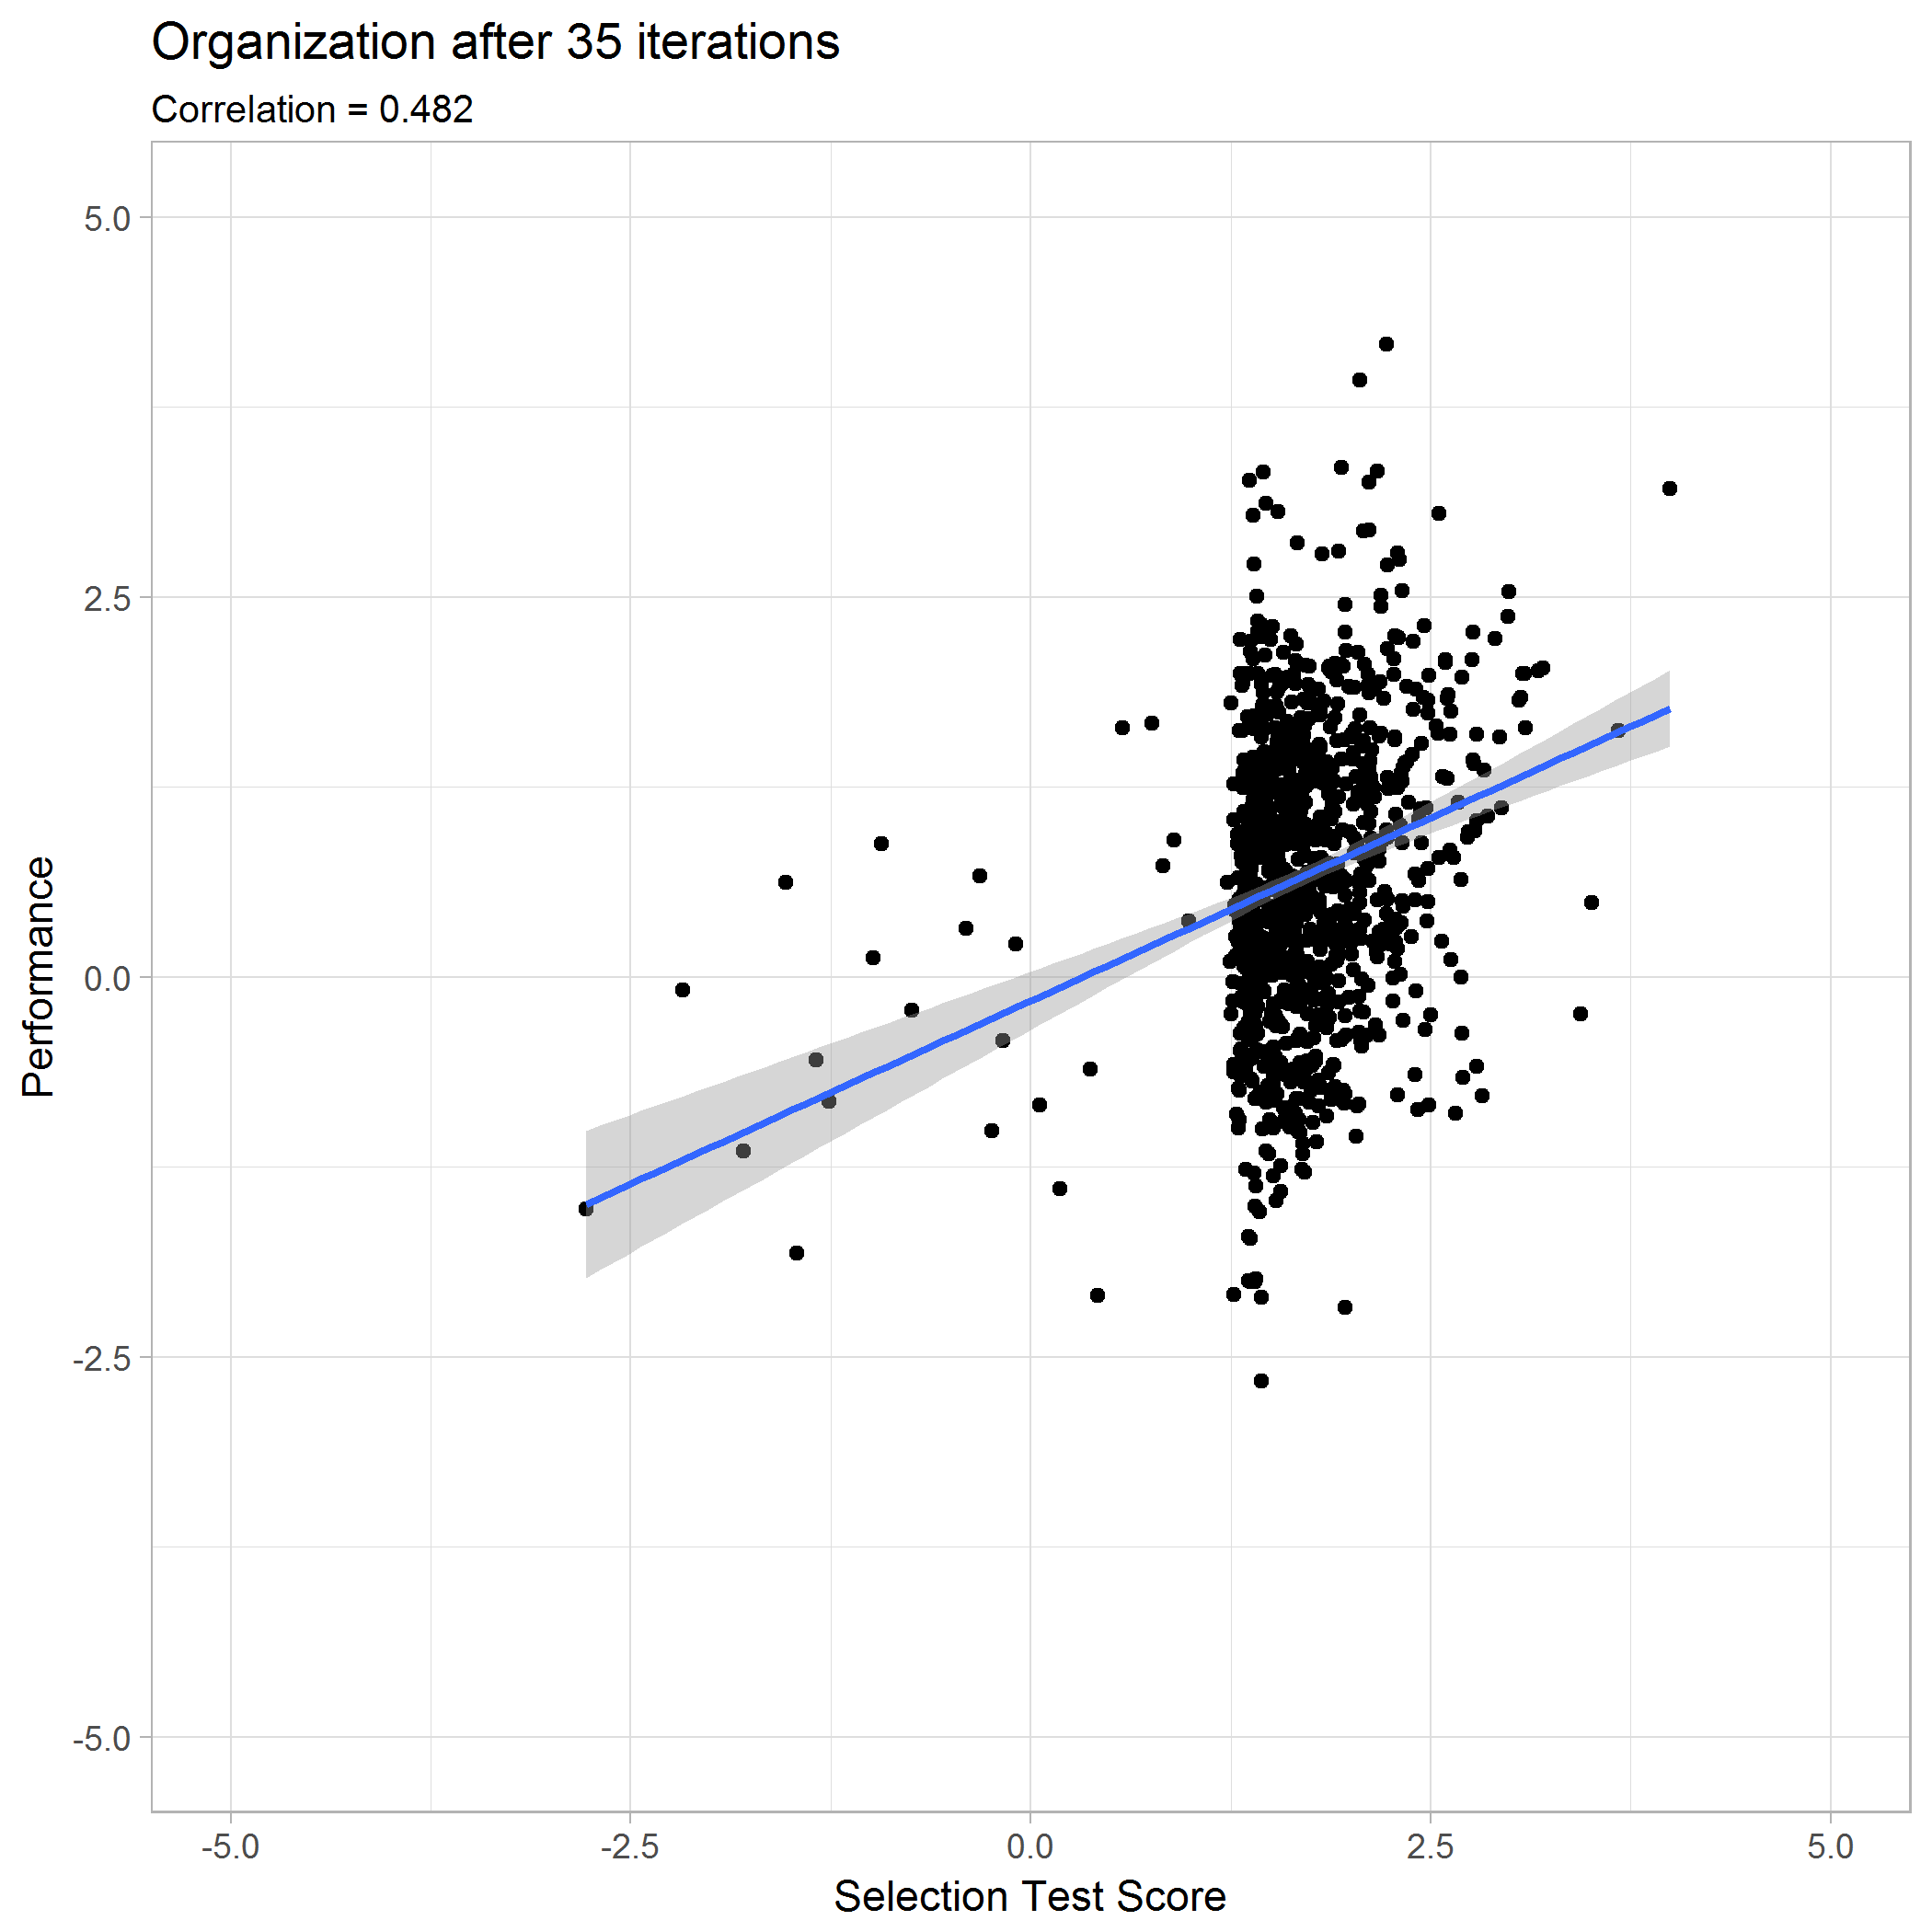 Organization after 35 iterations
Correlation = 0.482
5.0
2.5
0.0
-2.5
-5.0
Performance
-5.0 -2.5 0.0 2.5 5.0
Selection Test Score